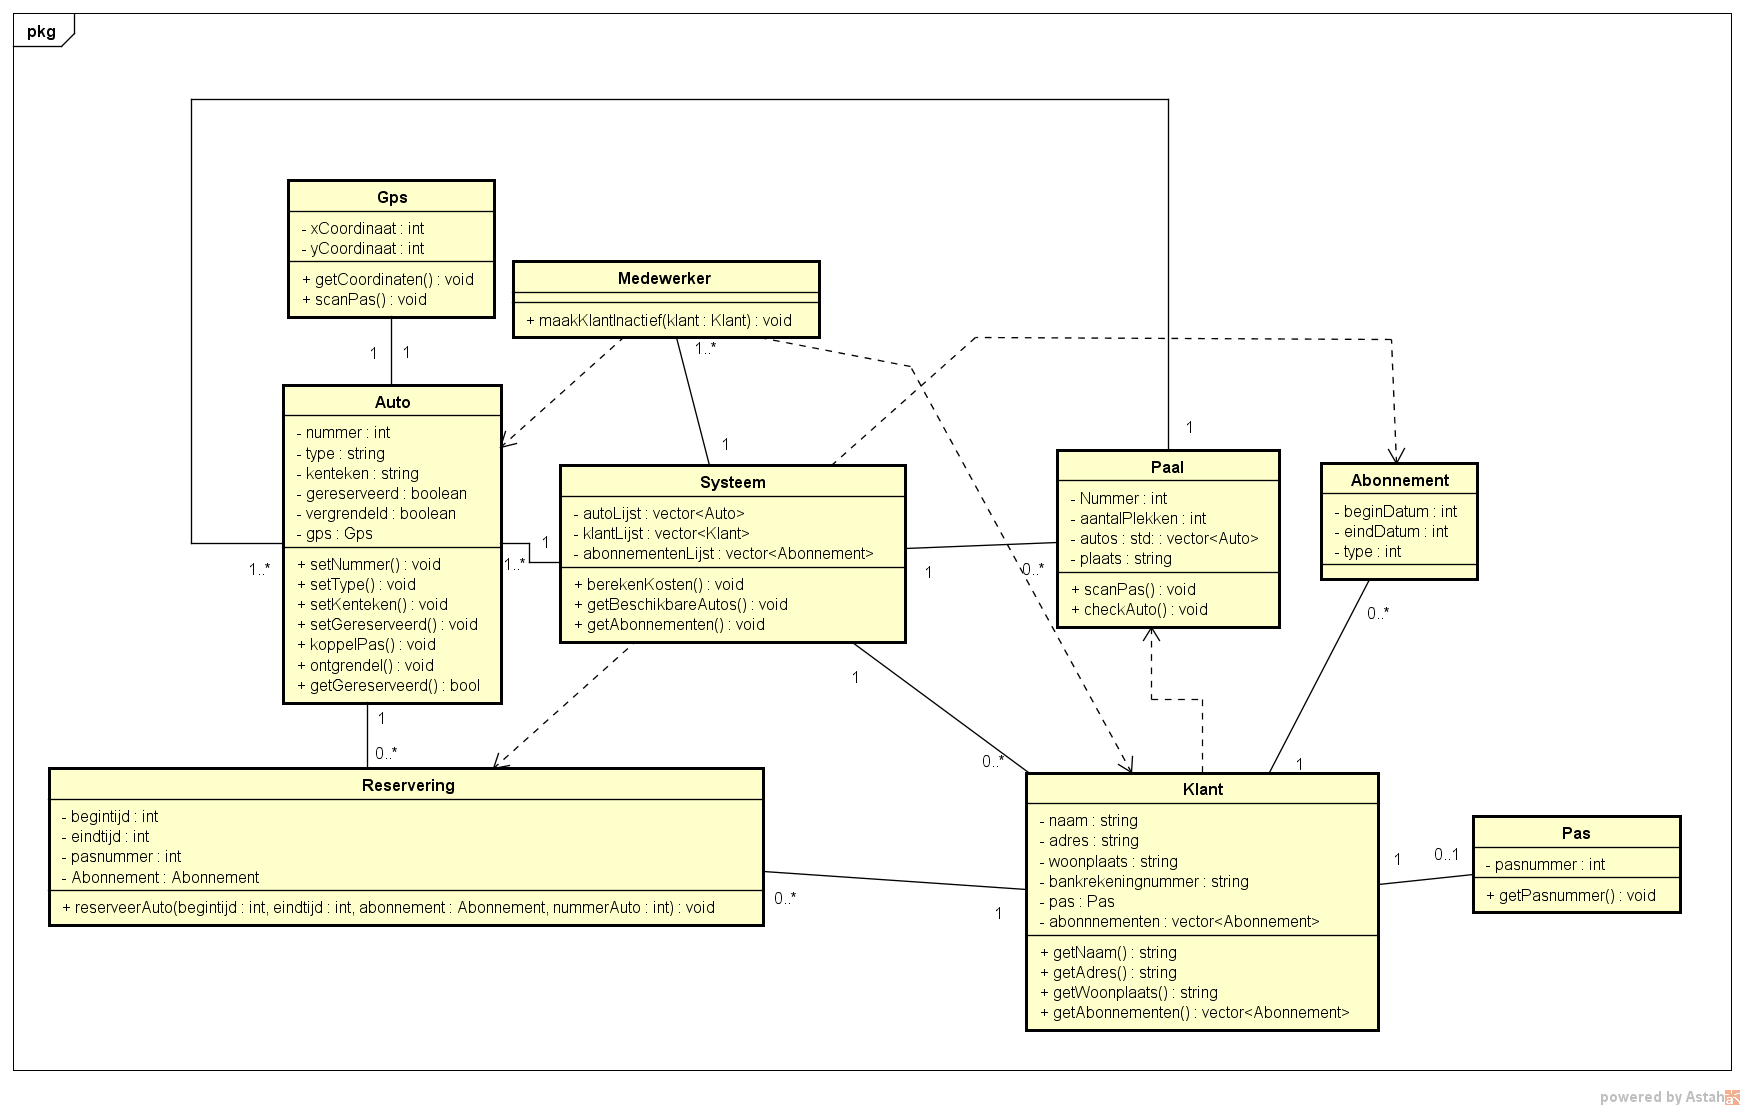 pkg
Gps
- xCoordinaat : int
- yCoordinaat : int
+ getCoordinaten() : void
+ scanPas() : void
Medewerker
+ maakKlantInactief(klant : Klant) : void
1
1
1..*
1
1
Auto
- nummer : int
- type : string
- kenteken : string
- gereserveerd : boolean
- vergrendeld : boolean
- gps : Gps
+ setNummer() : void
+ setType() : void
+ setKenteken() : void
+ setGereserveerd() : void
+ koppelPas() : void
+ ontgrendel() : void
+ getGereserveerd() : bool
Systeem
- autoLijst : vector<Auto>
- klantLijst : vector<Klant>
- abonnementenLijst : vector<Abonnement>
+ berekenKosten() : void
+ getBeschikbareAutos() : void
+ getAbonnementen() : void
Paal
- Nummer : int
- aantalPlekken : int
- autos : std: : vector<Auto>
- plaats : string
+ scanPas() : void
+ checkAuto() : void
Abonnement
- beginDatum : int
- eindDatum : int
- type : int
1
1..*
1..*
1
0..*
0..*
1
1
0..*
0..*
1
Reservering
- begintijd : int
- eindtijd : int
- pasnummer : int
- Abonnement : Abonnement
+ reserveerAuto(begintijd : int, eindtijd : int, abonnement : Abonnement, nummerAuto : int) : void
Klant
- naam : string
- adres : string
- woonplaats : string
- bankrekeningnummer : string
- pas : Pas
- abonnnementen : vector<Abonnement>
+ getNaam() : string
+ getAdres() : string
+ getWoonplaats() : string
+ getAbonnementen() : vector<Abonnement>
Pas
- pasnummer : int
+ getPasnummer() : void
0..*
1
1
0..1
powered by Astah